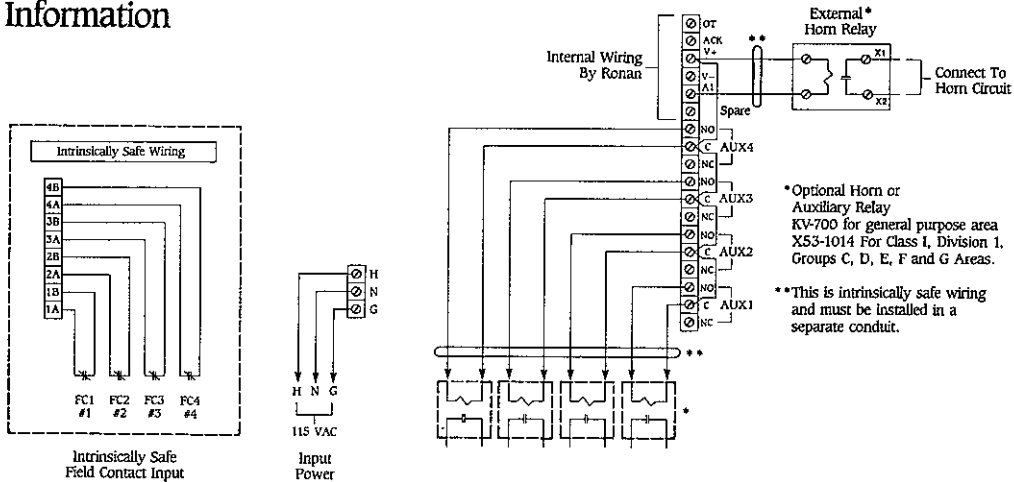 Information
Intrinsically Safe Wiring
4B
4A
3B
3A
2B
2A
1B
1A
FC1 FC2 FC3 FC4
#1 #2 #3 #4
Intrinsically Safe
Field Contact Input
H
N
G
H N G
115 VAC
Input
Power
Internal Wiring
By Ronan
OT
ACK
V+
V-
A1
Spare
NO
C AUX4
NC
NO
C AUX3
NC
NO
C AUX2
NC
NO
C AUX1
NC
**
*
**
External*
Horn Relay
X1
X2
Connect To
Horn Circuit
*Optional Horn or
Auxiliary Relay
KV-700 for general purpose area
X53-1014 For Class I, Division 1,
Groups C, D, E, F and G Areas.
**This is intrinsically safe wiring
and must be installed in a
separate conduit.